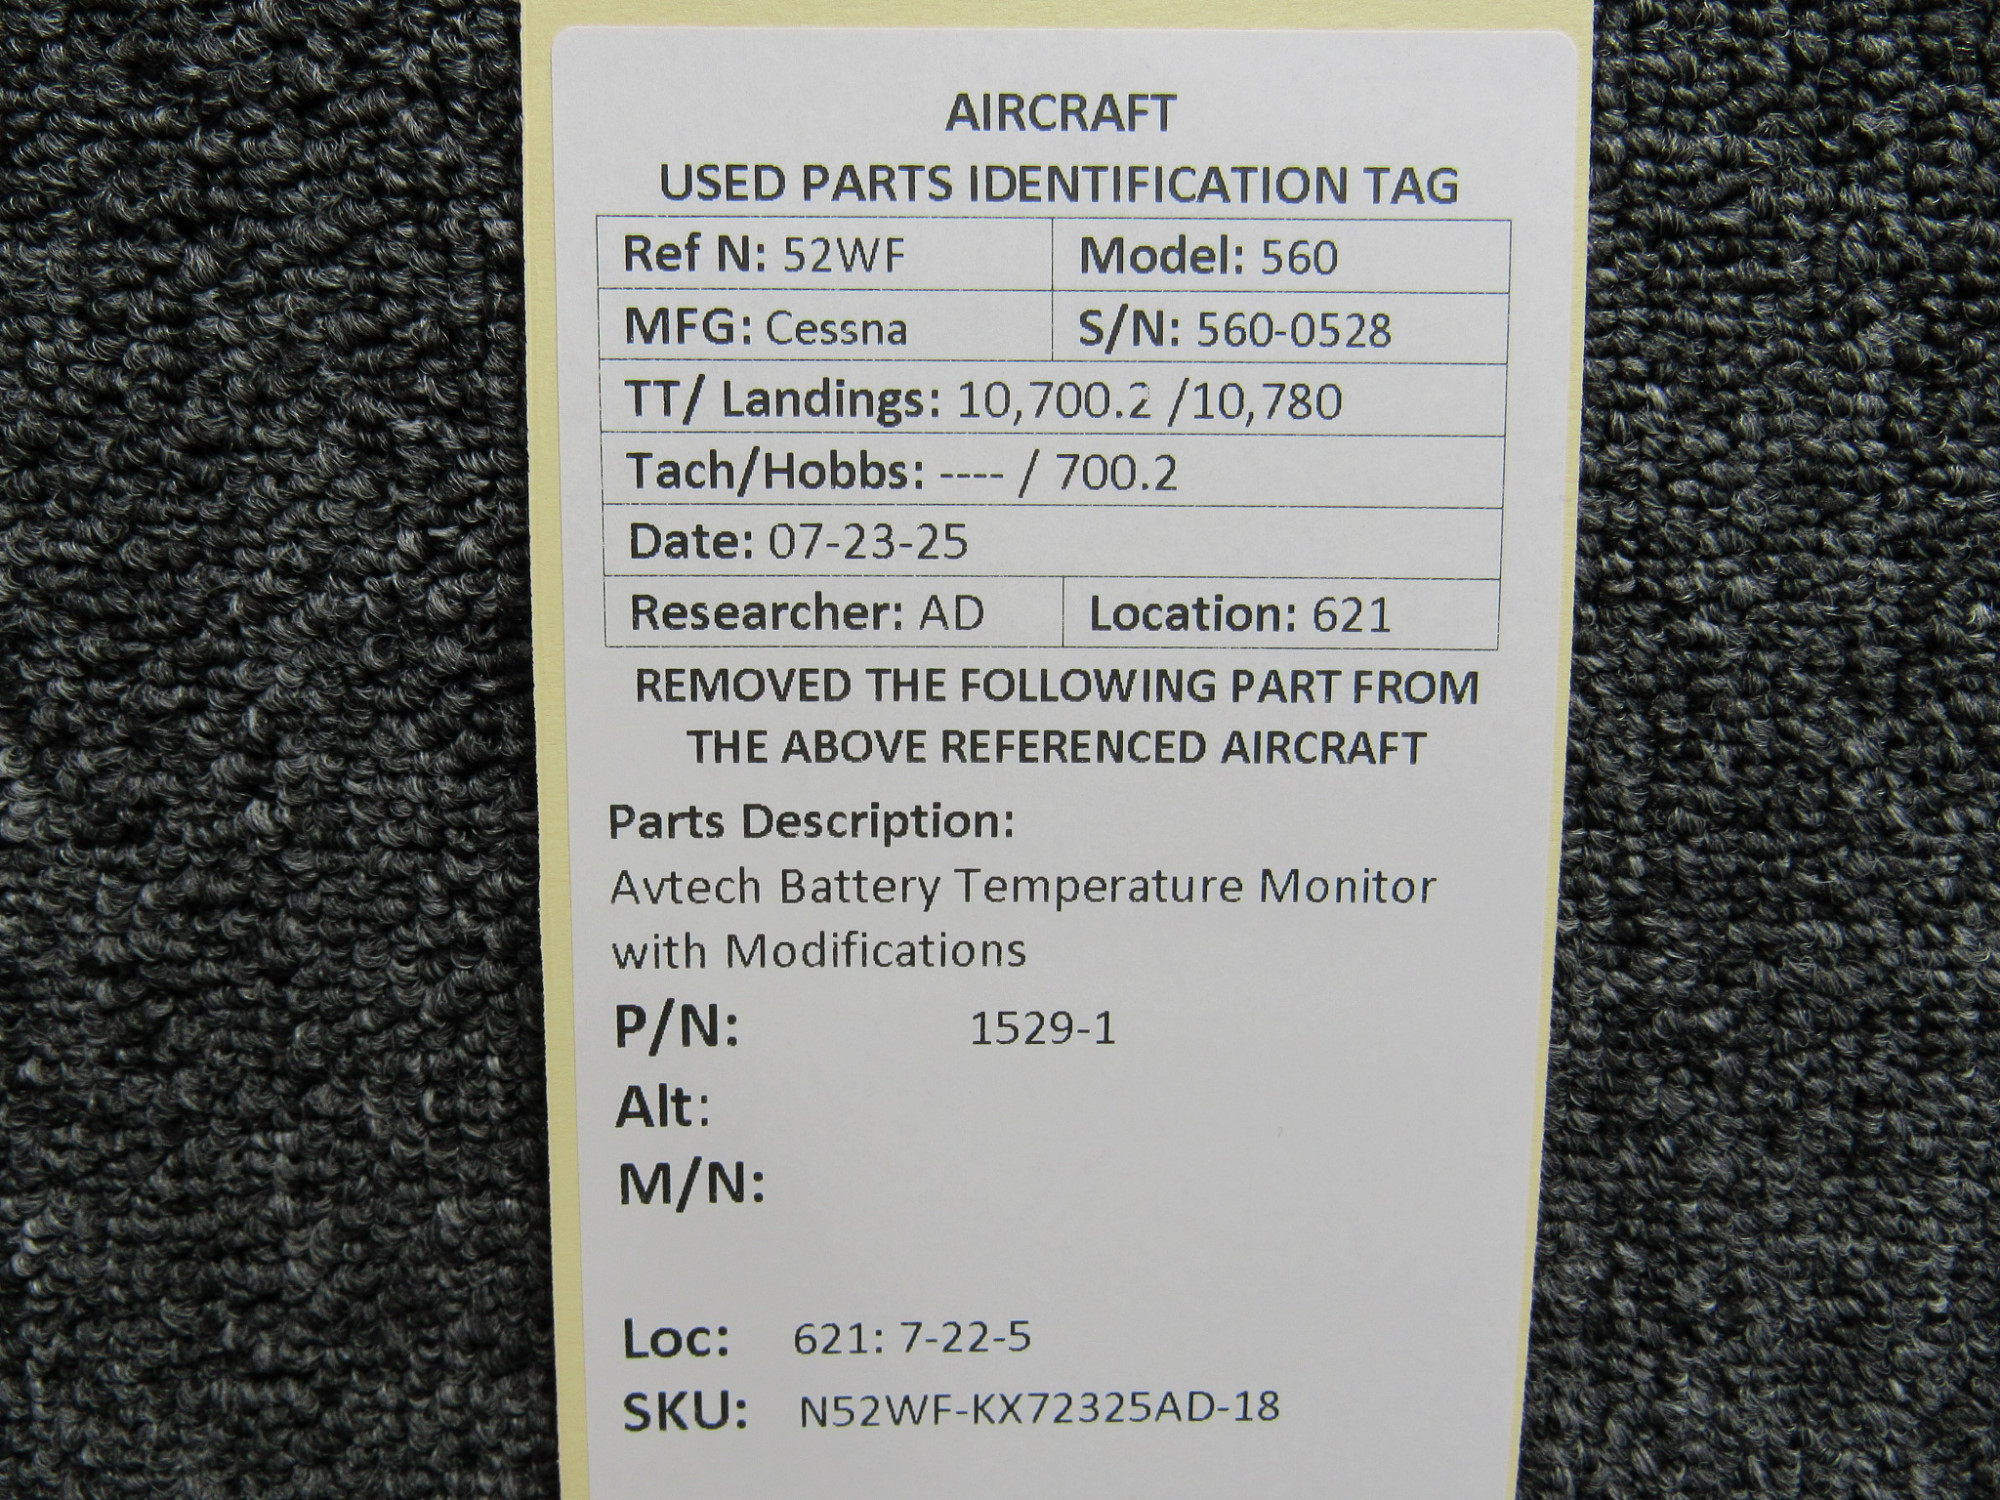 AIRCRAFT
USED PARTS IDENTIFICATION TAG
Ref N: 52WF Model: 560
MFG: Cessna S/N: 560-0528
TT/ Landings: 10,700.2 /10,780
Tach/Hobbs: ---- / 700.2
Date: 07-23-25
Researcher: AD Location: 621
REMOVED THE FOLLOWING PART FROM
THE ABOVE REFERENCED AIRCRAFT
Parts Description:
Avtech Battery Temperature Monitor
with Modifications
P/N: 1529-1
Alt:
M/N:
Loc: 621: 7-22-5
SKU: N52WF-KX72325AD-18